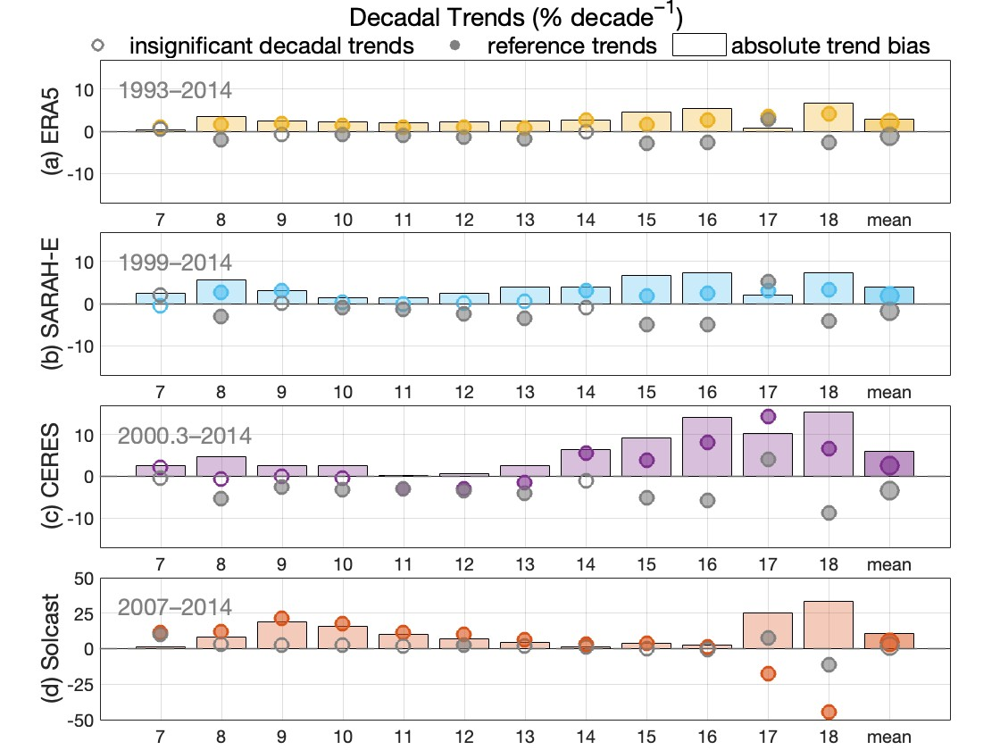 Decadal Trends (% decade⁻¹)
insignificant decadal trends reference trends absolute trend bias
(a) ERA5
1993–2014
10
0
-10
7 8 9 10 11 12 13 14 15 16 17 18 mean
(b) SARAH-E
1999–2014
10
0
-10
7 8 9 10 11 12 13 14 15 16 17 18 mean
(c) CERES
2000.3–2014
10
0
-10
7 8 9 10 11 12 13 14 15 16 17 18 mean
(d) Solcast
50
2007–2014
25
0
-25
-50
7 8 9 10 11 12 13 14 15 16 17 18 mean